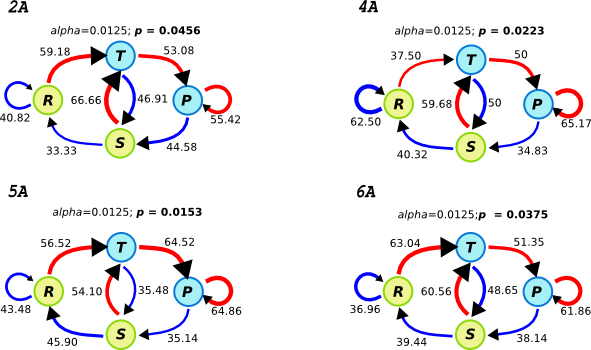 2A
alpha=0.0125; p = 0.0456
59.18
53.08
T
R
66.66
46.91
P
40.82
55.42
S
33.33
44.58
4A
alpha=0.0125; p = 0.0223
37.50
50
T
R
59.68
50
P
62.50
65.17
S
40.32
34.83
5A
alpha=0.0125; p = 0.0153
56.52
64.52
T
R
54.10
35.48
P
43.48
64.86
S
45.90
35.14
6A
alpha=0.0125;p = 0.0375
63.04
51.35
T
R
60.56
48.65
P
36.96
61.86
S
39.44
38.14